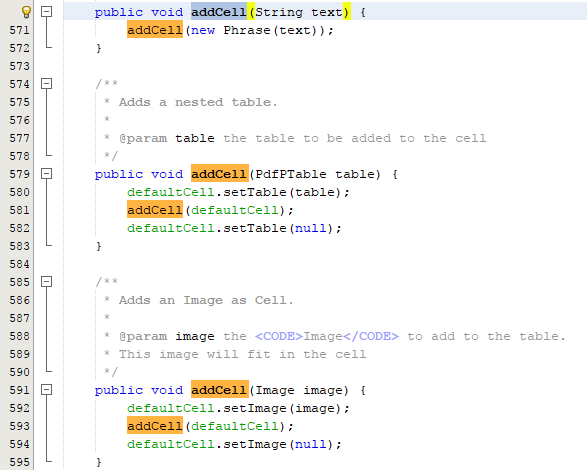 public void addCell(String text) {
571 addCell(new Phrase(text));
572 }
573
574 /**
575 * Adds a nested table.
576 *
577 * @param table the table to be added to the cell
578 */
579 public void addCell(PdfPTable table) {
580 defaultCell.setTable(table);
581 addCell(defaultCell);
582 defaultCell.setTable(null);
583 }
584
585 /**
586 * Adds an Image as Cell.
587 *
588 * @param image the <CODE>Image</CODE> to add to the table.
589 * This image will fit in the cell
590 */
591 public void addCell(Image image) {
592 defaultCell.setImage(image);
593 addCell(defaultCell);
594 defaultCell.setImage(null);
595 }